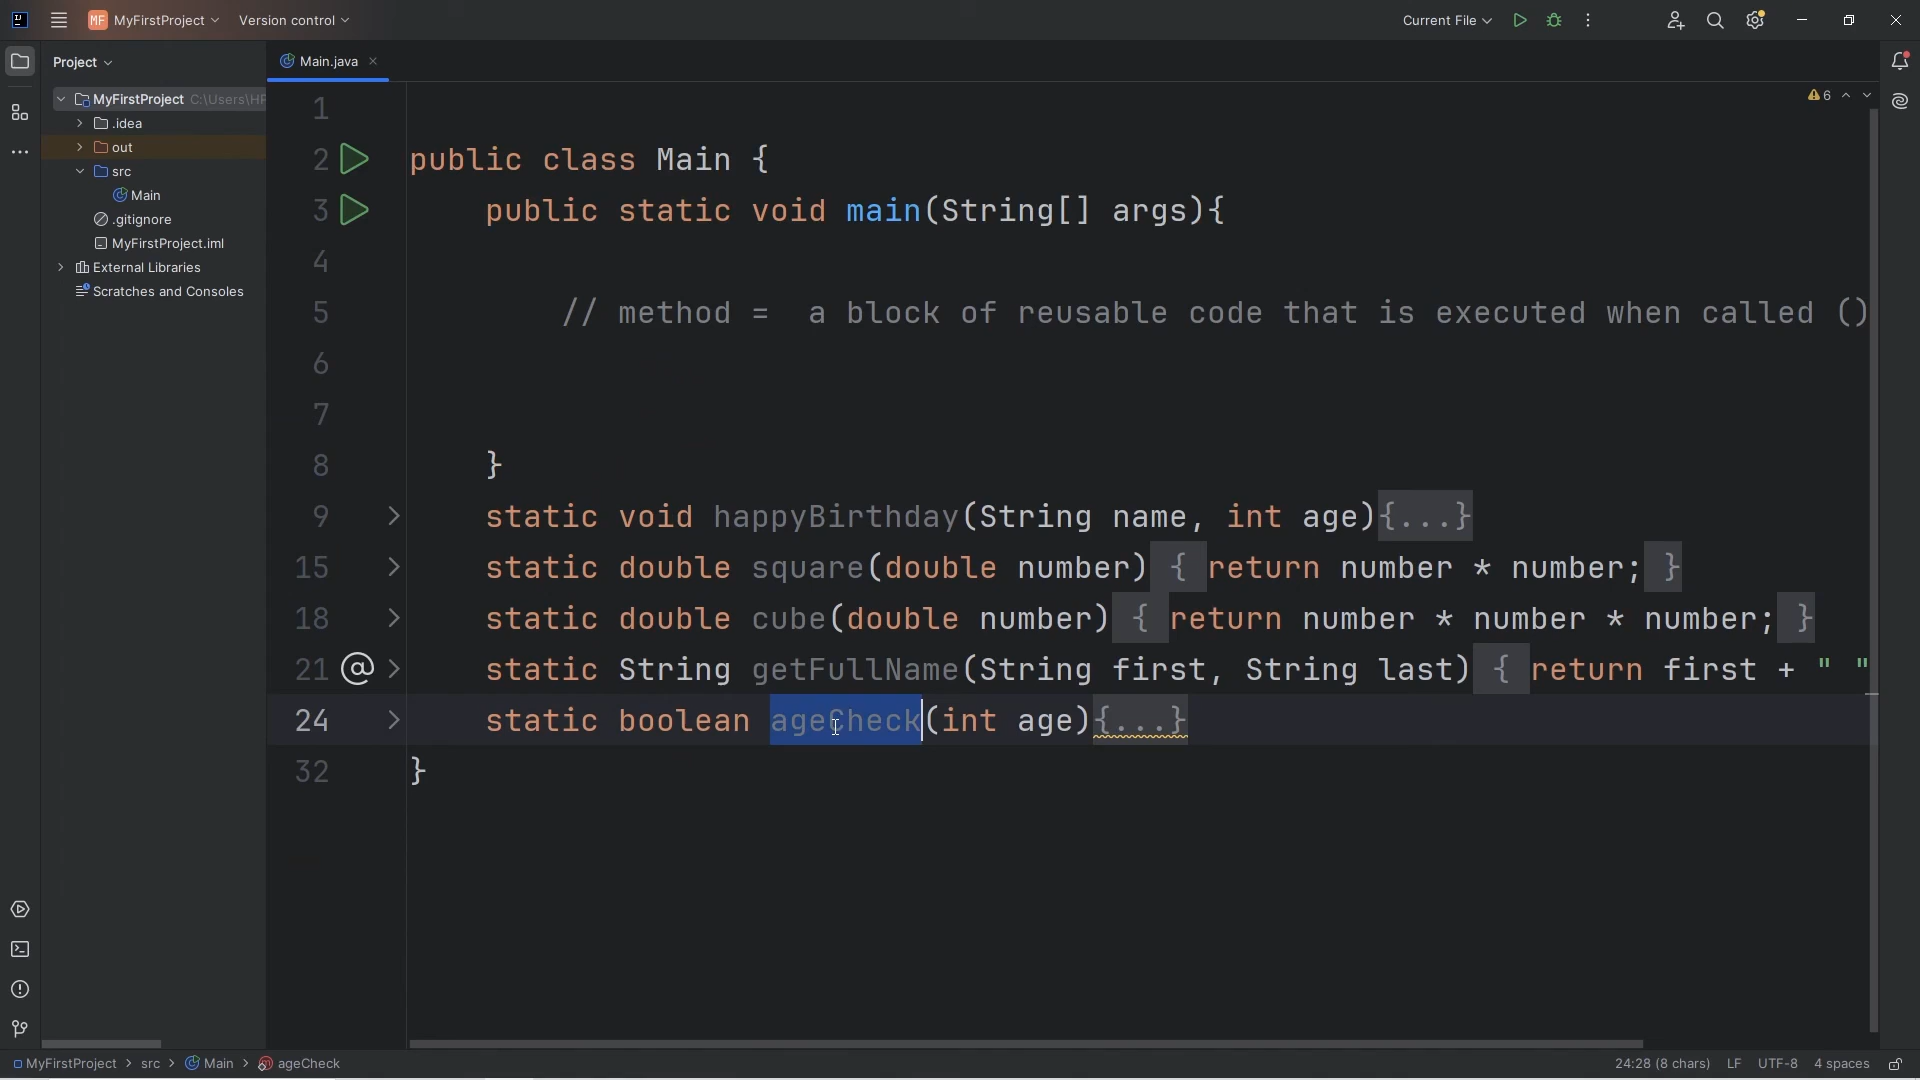 MF MyFirstProject Version control Current File
Project Main.java
MyFirstProject C:\Users\HP
.idea
out
src
Main
.gitignore
MyFirstProject.iml
External Libraries
Scratches and Consoles
6
1
2 public class Main {
3 public static void main(String[] args){
4
5 // method =  a block of reusable code that is executed when called ()
6
7
8 }
9 static void happyBirthday(String name, int age){...}
15 static double square(double number) { return number * number; }
18 static double cube(double number) { return number * number * number; }
21 @ static String getFullName(String first, String last) { return first + " "
24 static boolean ageCheck(int age){...}
32 }
MyFirstProject > src > Main > ageCheck 24:28 (8 chars) LF UTF-8 4 spaces